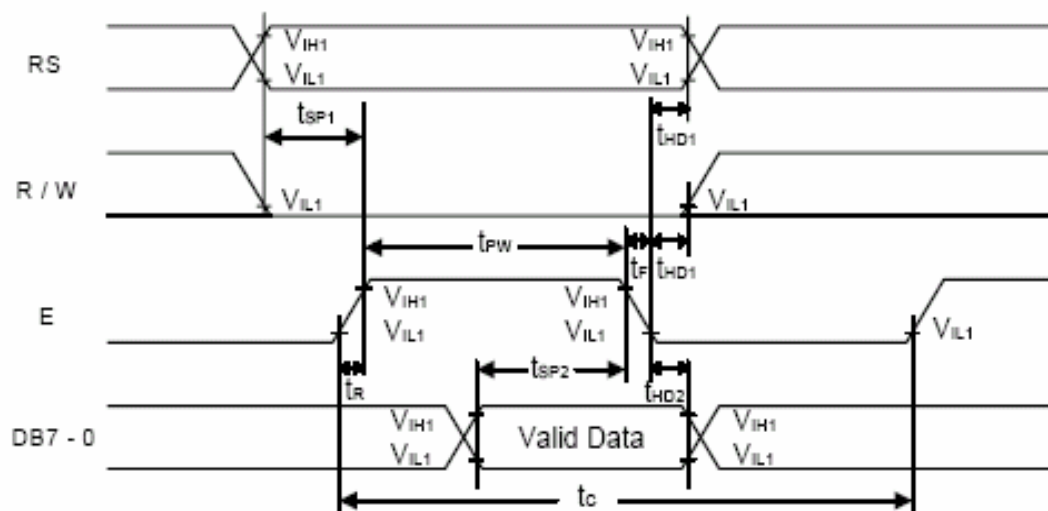 RS
VIH1
VIL1
VIH1
VIL1
tSP1
tHD1
R / W
VIL1
VIL1
tPW
tF
tHD1
E
VIH1
VIL1
VIH1
VIL1
VIL1
tR
tSP2
tHD2
DB7 - 0
VIH1
VIL1
Valid Data
VIH1
VIL1
tC